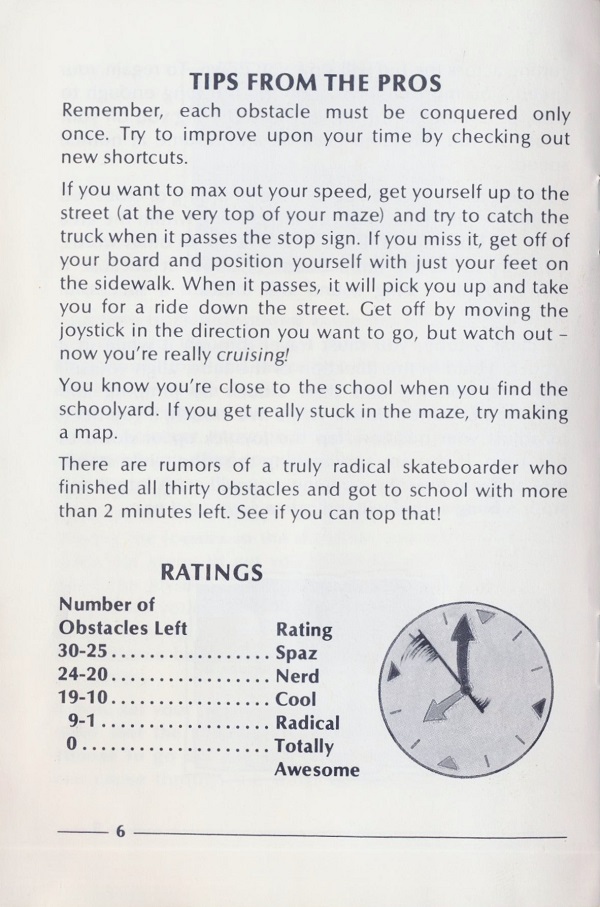 TIPS FROM THE PROS
Remember, each obstacle must be conquered only
once. Try to improve upon your time by checking out
new shortcuts.
If you want to max out your speed, get yourself up to the
street (at the very top of your maze) and try to catch the
truck when it passes the stop sign. If you miss it, get off of
your board and position yourself with just your feet on
the sidewalk. When it passes, it will pick you up and take
you for a ride down the street. Get off by moving the
joystick in the direction you want to go, but watch out –
now you're really cruising!
You know you're close to the school when you find the
schoolyard. If you get really stuck in the maze, try making
a map.
There are rumors of a truly radical skateboarder who
finished all thirty obstacles and got to school with more
than 2 minutes left. See if you can top that!
RATINGS
Number of
Obstacles Left Rating
30-25................. Spaz
24-20................. Nerd
19-10................. Cool
9-1.................. Radical
0.................... Totally
Awesome
6